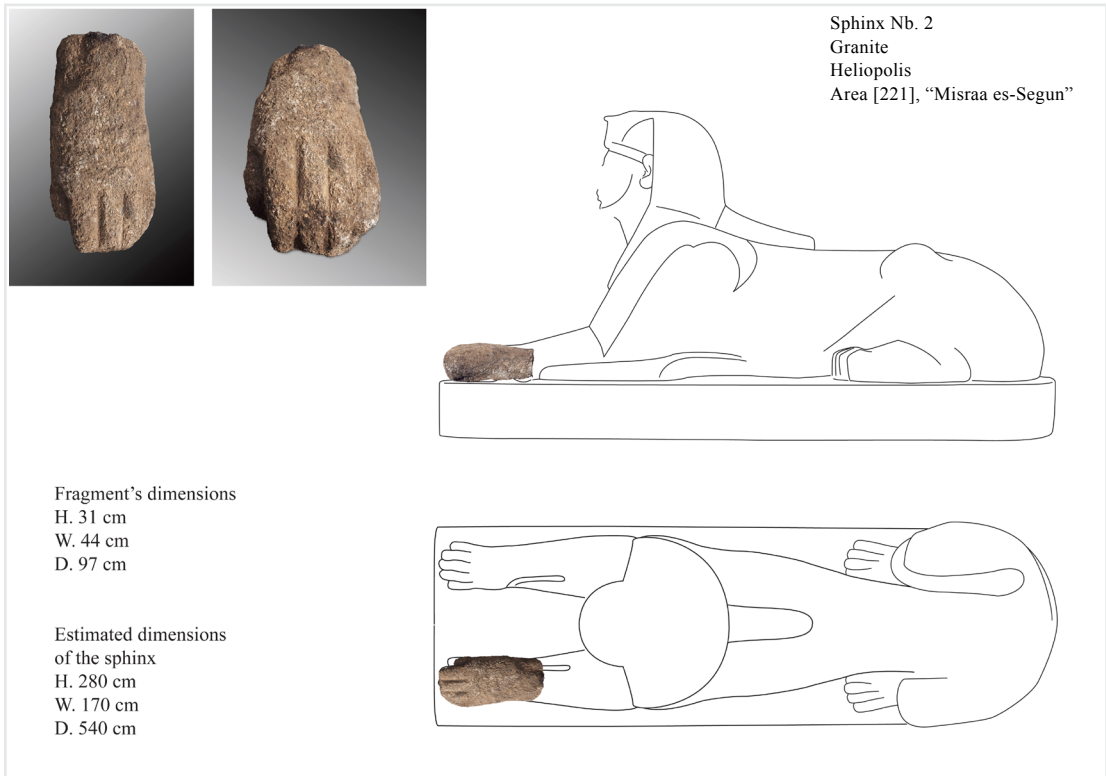 Sphinx Nb. 2
Granite
Heliopolis
Area [221], “Misraa es-Segun”
Fragment’s dimensions
H. 31 cm
W. 44 cm
D. 97 cm
Estimated dimensions
of the sphinx
H. 280 cm
W. 170 cm
D. 540 cm